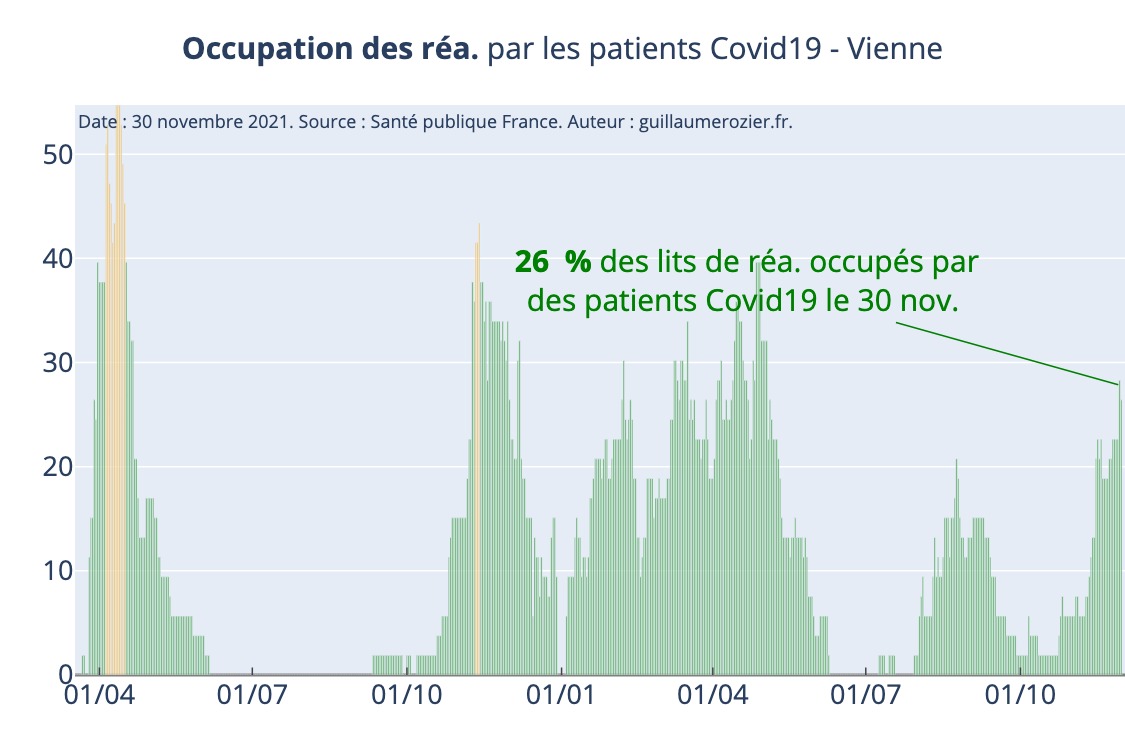 Occupation des réa. par les patients Covid19 - Vienne
Date : 30 novembre 2021. Source : Santé publique France. Auteur : guillaumerozier.fr.
50
40
26 % des lits de réa. occupés par
des patients Covid19 le 30 nov.
30
20
10
0
01/04 01/07 01/10 01/01 01/04 01/07 01/10